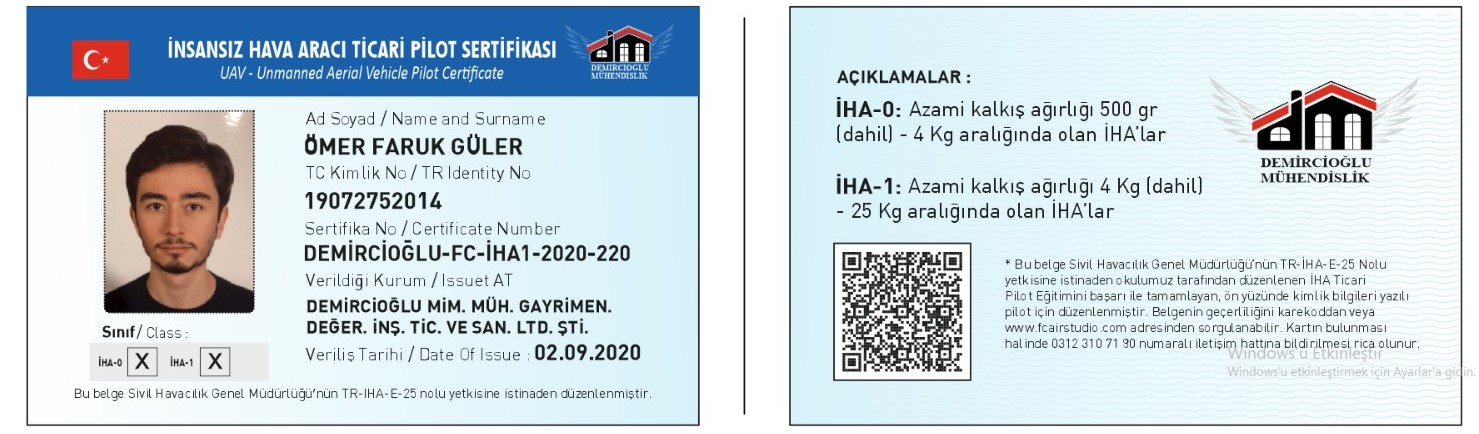 İNSANSIZ HAVA ARACI TİCARİ PİLOT SERTİFİKASI
UAV - Unmanned Aerial Vehicle Pilot Certificate
DEMİRCİOĞLU
MÜHENDİSLİK
Ad Soyad / Name and Surname
ÖMER FARUK GÜLER
TC Kimlik No / TR Identity No
19072752014
Sertifika No / Certificate Number
DEMİRCİOĞLU-FC-İHA1-2020-220
Verildiği Kurum / Issuet AT
DEMİRCİOĞLU MİM. MÜH. GAYRİMEN.
DEĞER. İNŞ. TİC. VE SAN. LTD. ŞTİ.
Veriliş Tarihi / Date Of Issue : 02.09.2020
Sınıf/ Class :
İHA-0 X İHA-1 X
Bu belge Sivil Havacılık Genel Müdürlüğü'nün TR-IHA-E-25 nolu yetkisine istinaden düzenlenmiştir.
AÇIKLAMALAR :
İHA-0: Azami kalkış ağırlığı 500 gr
(dahil) - 4 Kg aralığında olan İHA'lar
İHA-1: Azami kalkış ağırlığı 4 Kg (dahil)
- 25 Kg aralığında olan İHA'lar
DEMİRCİOĞLU
MÜHENDİSLİK
* Bu belge Sivil Havacılık Genel Müdürlüğü'nün TR-İHA-E-25 Nolu
yetkisine istinaden okulumuz tarafından düzenlenen İHA Ticari
Pilot Eğitimini başarı ile tamamlayan, ön yüzünde kimlik bilgileri yazılı
pilot için düzenlenmiştir. Belgenin geçerliliğini karekoddan veya
www.fcairstudio.com adresinden sorgulanabilir. Kartın bulunması
halinde 0312 310 71 90 numaralı iletişim hattına bildirilmesi rica olunur.
Windows'u Etkinleştir
Windows'u etkinleştirmek için Ayarlar'a gidin.